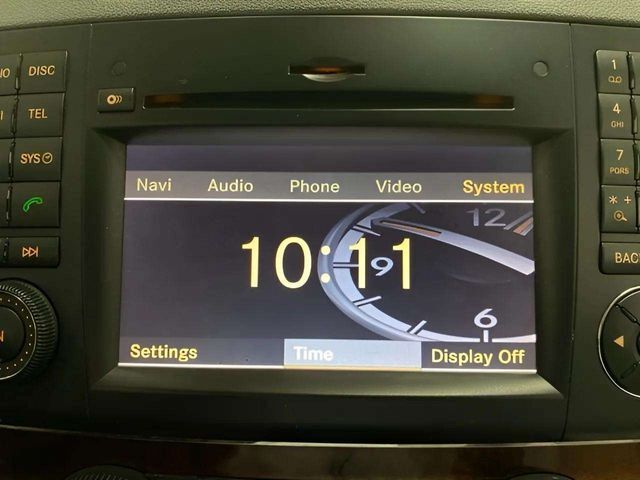 IO DISC
I TEL
SYS
Navi Audio Phone Video System
12
10:11
9
6
Settings Time Display Off
N
1
4 GHI
7 PQRS
* +
BACK